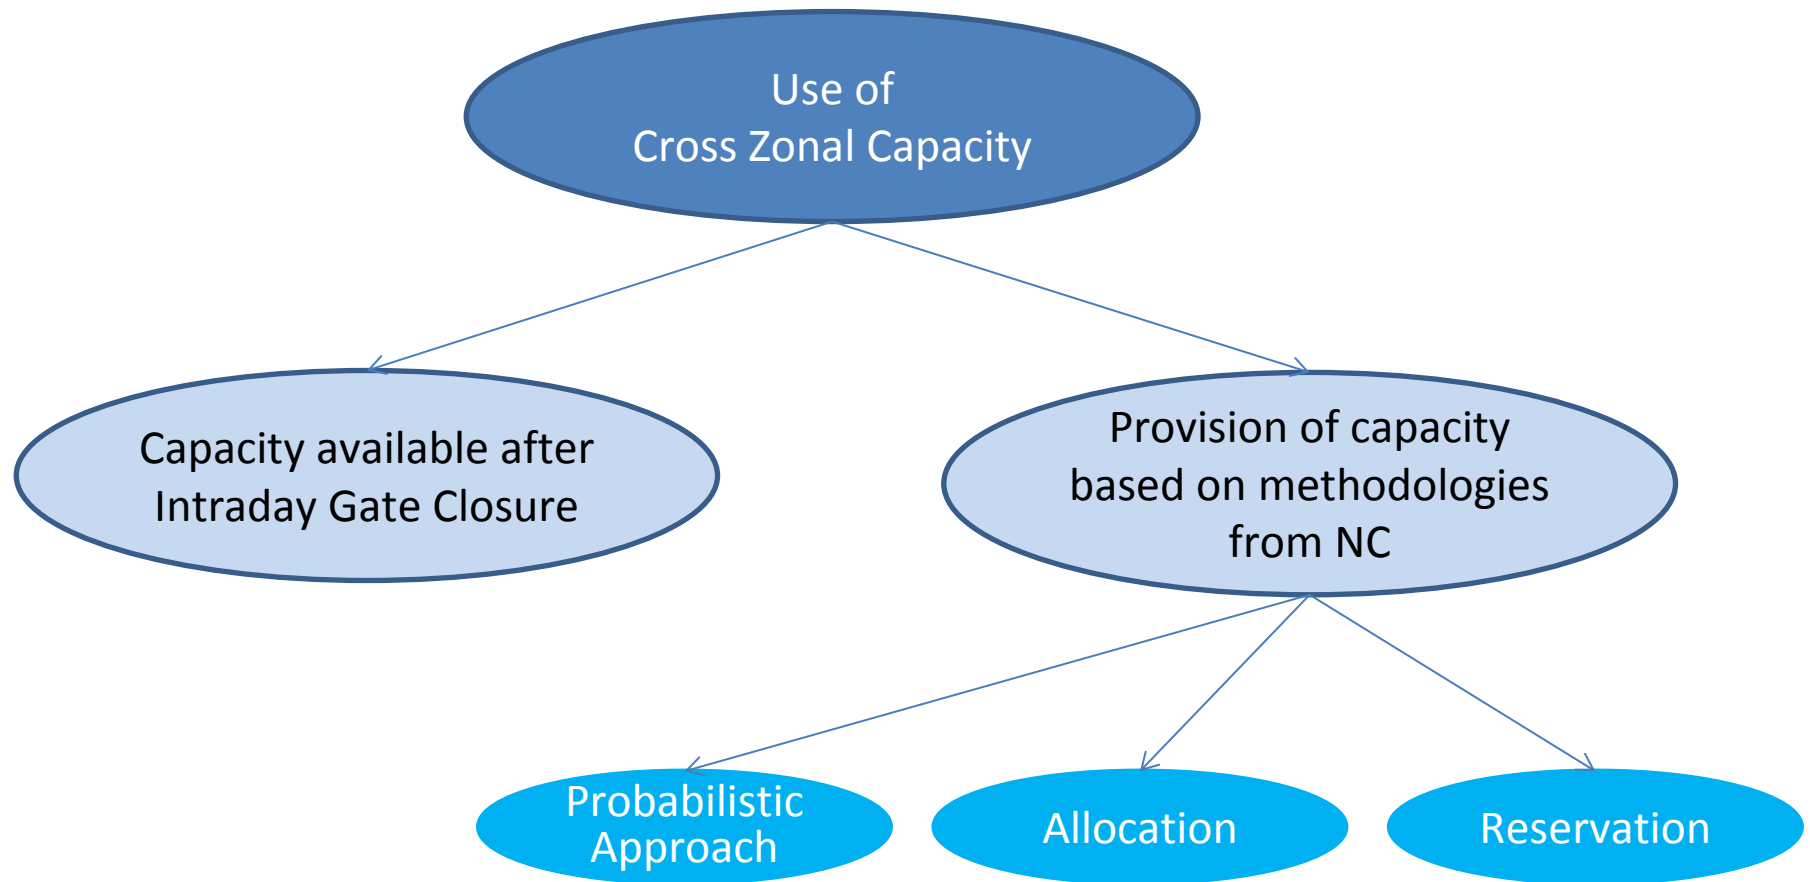 Use of
Cross Zonal Capacity
Capacity available after
Intraday Gate Closure
Provision of capacity
based on methodologies
from NC
Probabilistic
Approach
Allocation
Reservation